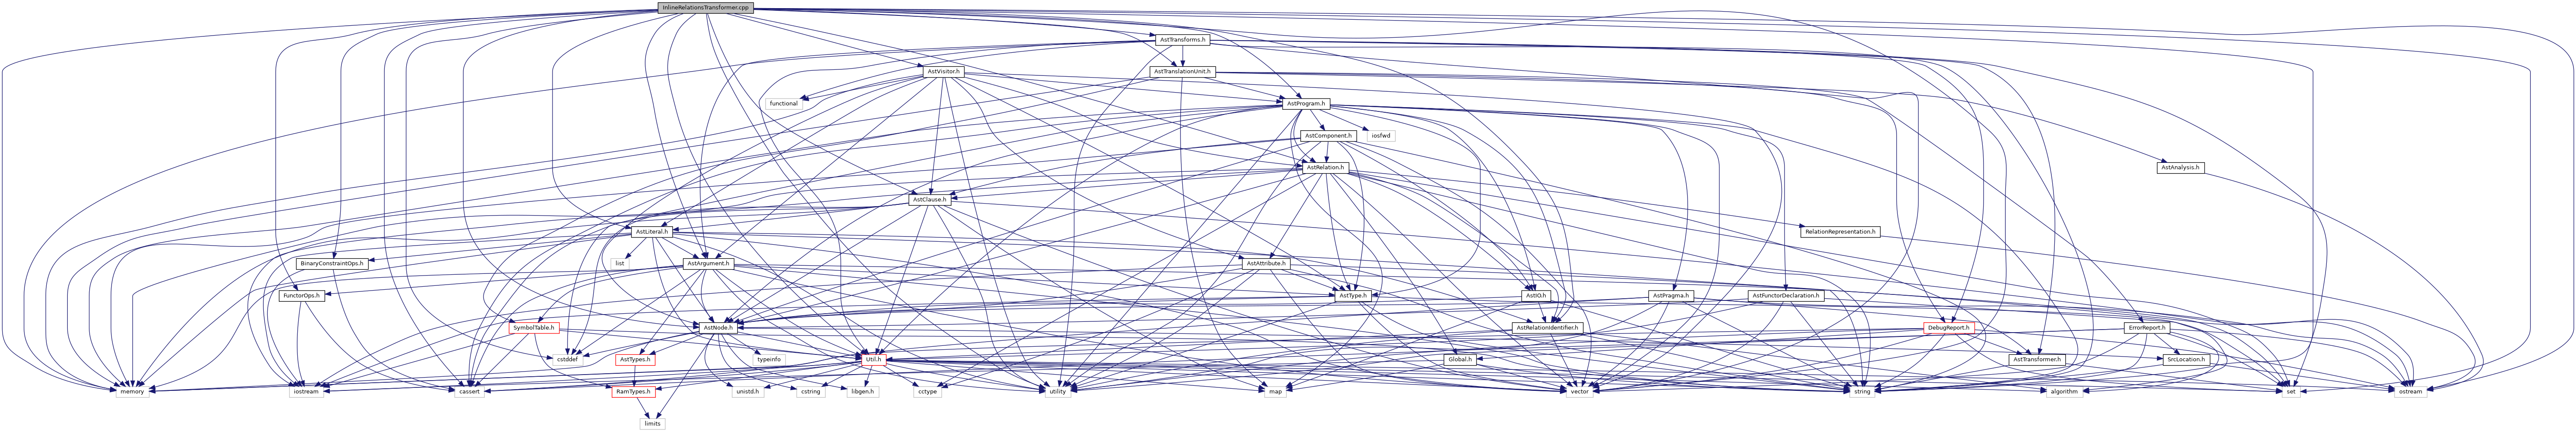 InlineRelationsTransformer.cpp
AstTransforms.h
AstVisitor.h
AstTranslationUnit.h
functional
AstProgram.h
AstComponent.h
iosfwd
AstRelation.h
AstAnalysis.h
AstClause.h
AstLiteral.h
RelationRepresentation.h
BinaryConstraintOps.h
list
AstArgument.h
AstAttribute.h
FunctorOps.h
AstType.h
AstIO.h
AstPragma.h
AstFunctorDeclaration.h
SymbolTable.h
AstNode.h
AstRelationIdentifier.h
DebugReport.h
ErrorReport.h
cstddef
AstTypes.h
typeinfo
Util.h
Global.h
AstTransformer.h
SrcLocation.h
memory
iostream
cassert
RamTypes.h
unistd.h
cstring
libgen.h
cctype
utility
map
vector
string
algorithm
set
ostream
limits